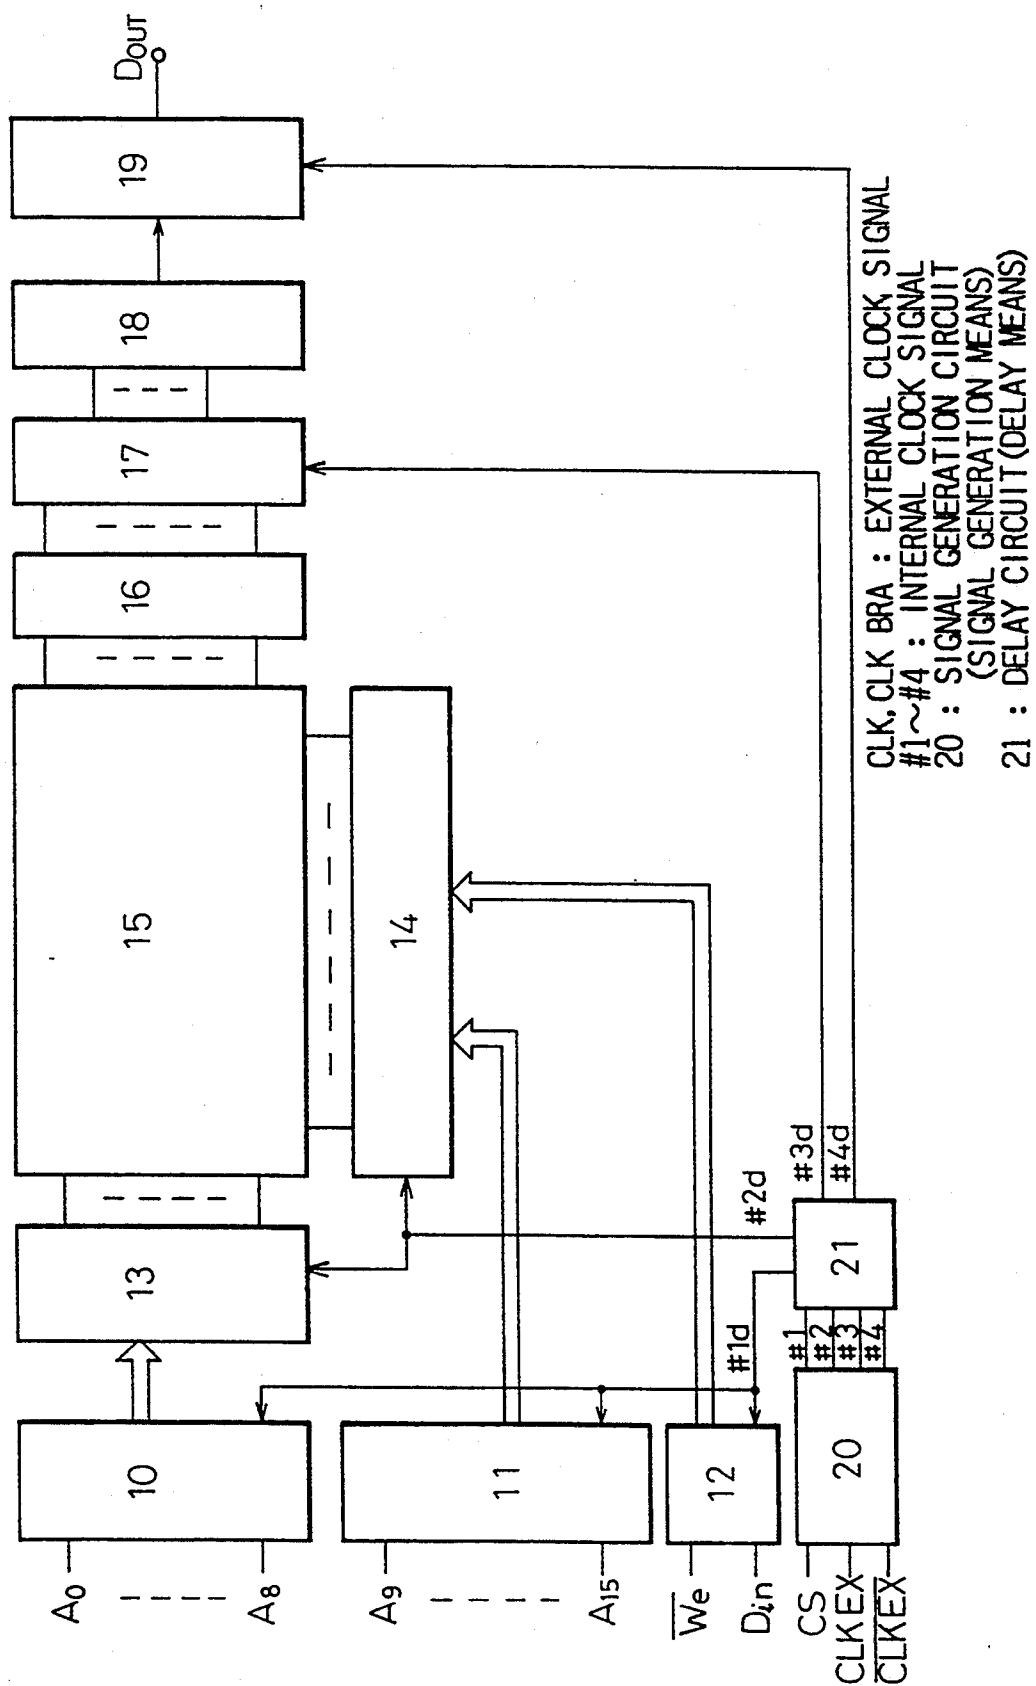 DOUT
19
18
17
16
15
14
13
10
11
12
20
21
A0
A8
A9
A15
W̅e̅
Din
CS
CLKEX
C̅L̅K̅E̅X̅
#1d
#2d
#3d
#4d
#1
#2
#3
#4
CLK, CLK BRA : EXTERNAL CLOCK SIGNAL
#1~#4 : INTERNAL CLOCK SIGNAL
20 : SIGNAL GENERATION CIRCUIT
(SIGNAL GENERATION MEANS)
21 : DELAY CIRCUIT(DELAY MEANS)